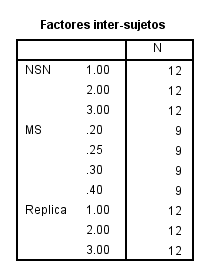 Factores inter-sujetos
N
NSN 1.00 12
2.00 12
3.00 12
MS .20 9
.25 9
.30 9
.40 9
Replica 1.00 12
2.00 12
3.00 12